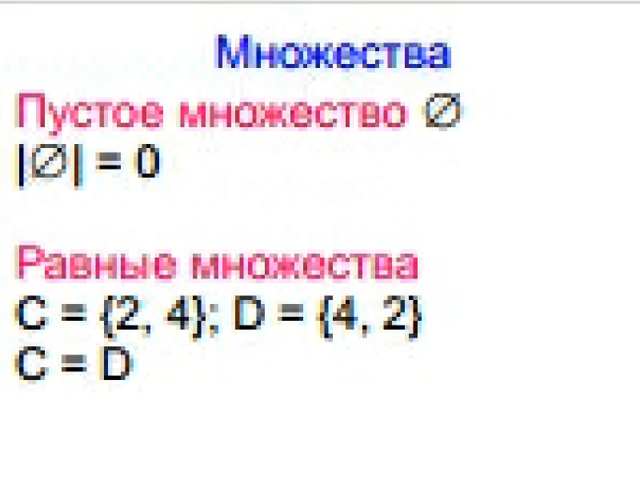 Множества
Пустое множество ∅
|∅| = 0
Равные множества
C = {2, 4}; D = {4, 2}
C = D